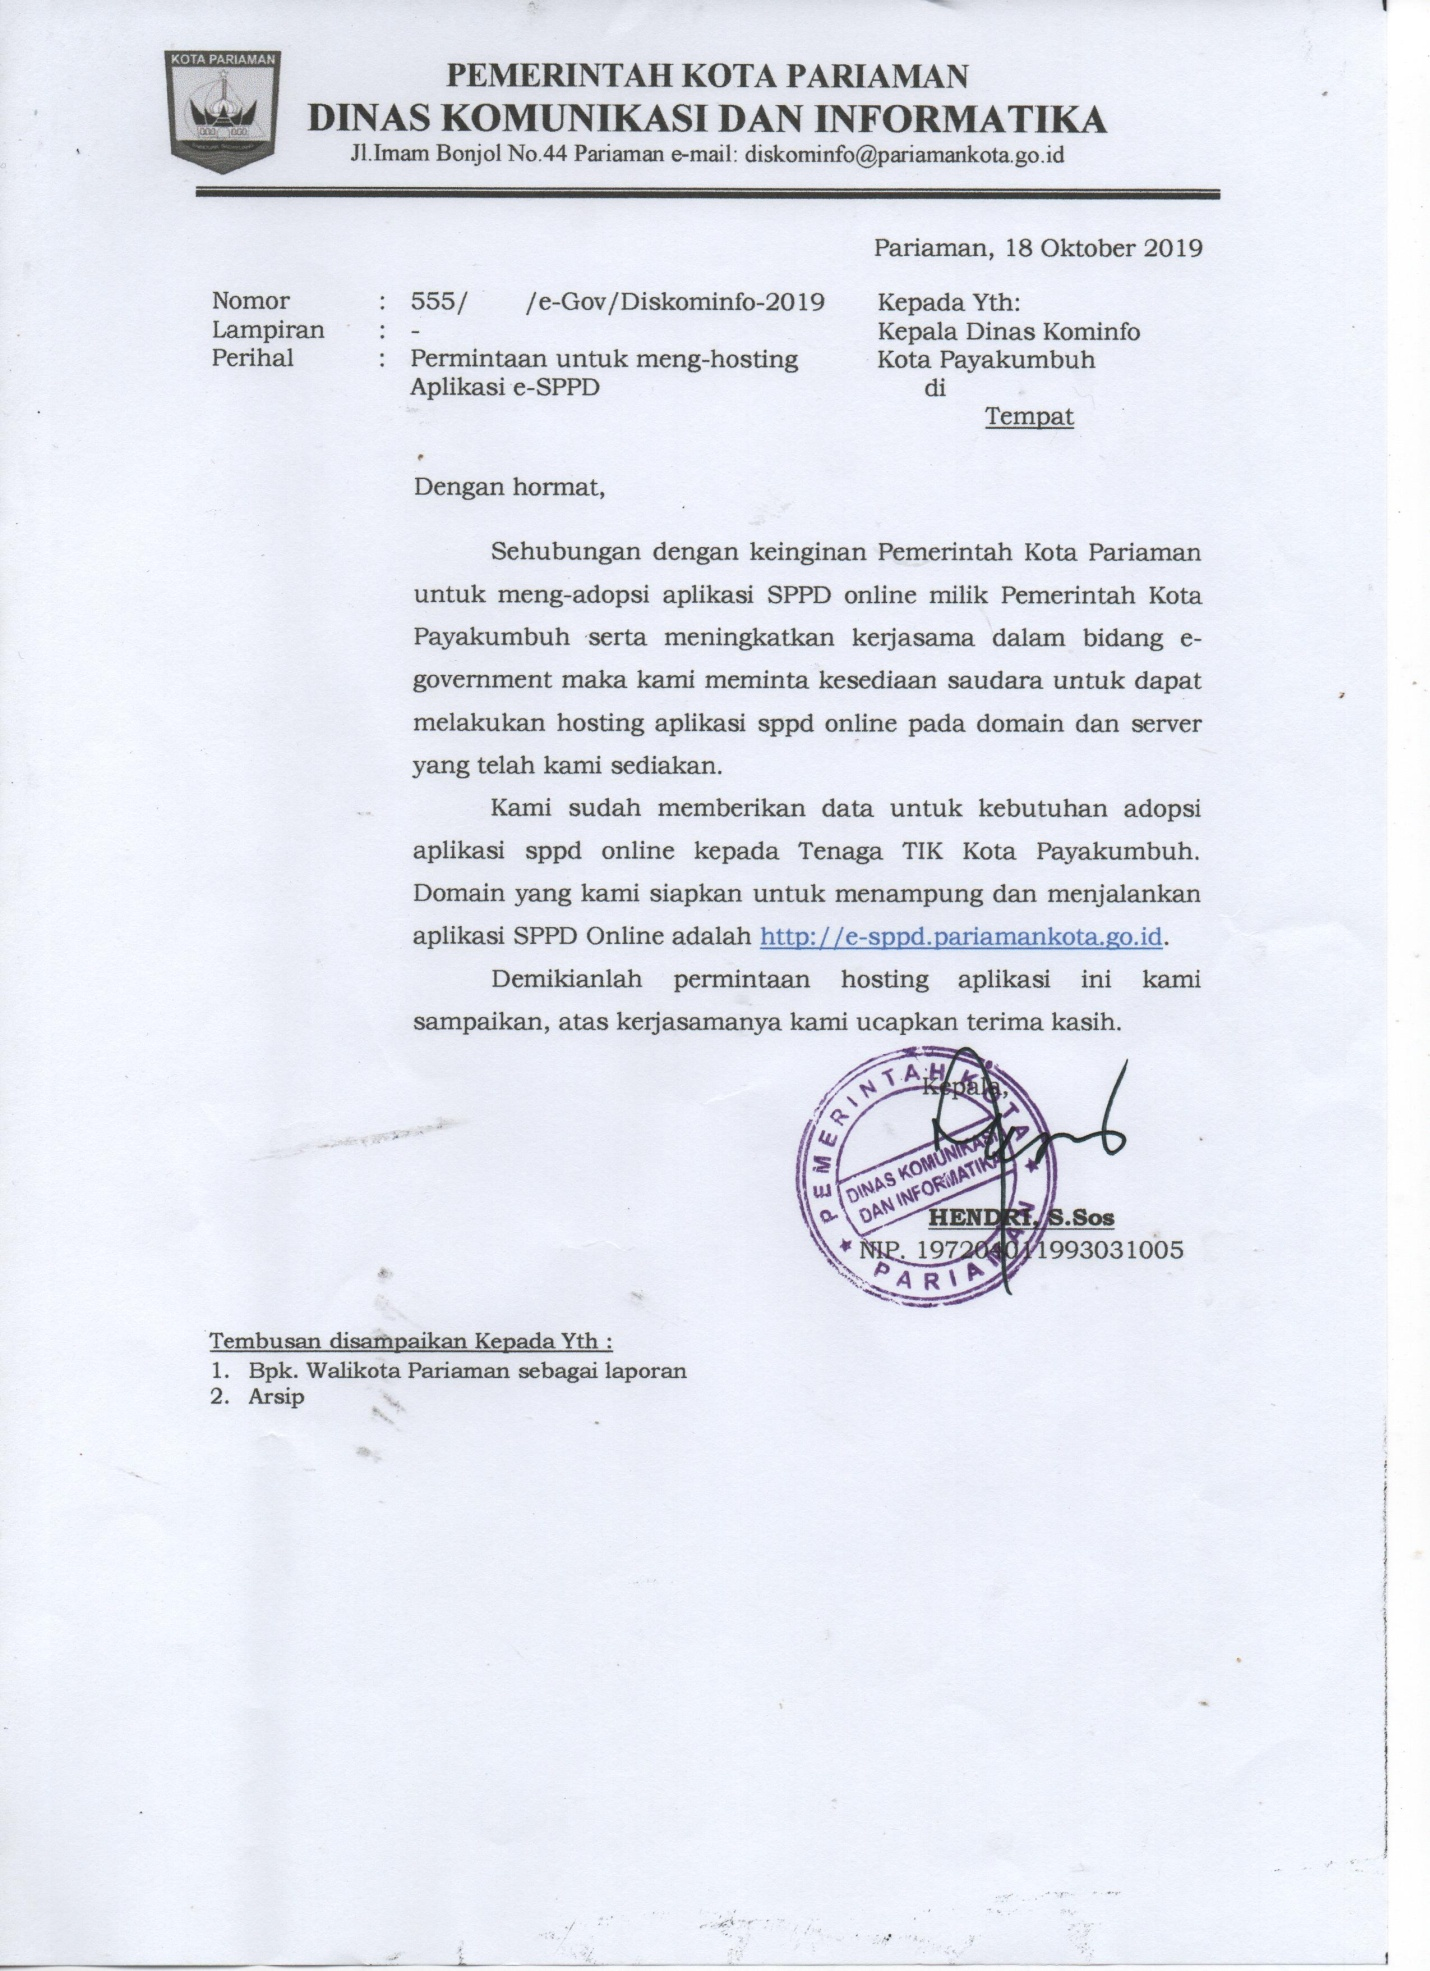 KOTA PARIAMAN
PEMERINTAH KOTA PARIAMAN
DINAS KOMUNIKASI DAN INFORMATIKA
Jl.Imam Bonjol No.44 Pariaman e-mail: diskominfo@pariamankota.go.id
Pariaman, 18 Oktober 2019
Nomor : 555/ /e-Gov/Diskominfo-2019
Lampiran : -
Perihal : Permintaan untuk meng-hosting
Aplikasi e-SPPD
Kepada Yth:
Kepala Dinas Kominfo
Kota Payakumbuh
di
Tempat
Dengan hormat,
Sehubungan dengan keinginan Pemerintah Kota Pariaman
untuk meng-adopsi aplikasi SPPD online milik Pemerintah Kota
Payakumbuh serta meningkatkan kerjasama dalam bidang e-
government maka kami meminta kesediaan saudara untuk dapat
melakukan hosting aplikasi sppd online pada domain dan server
yang telah kami sediakan.
Kami sudah memberikan data untuk kebutuhan adopsi
aplikasi sppd online kepada Tenaga TIK Kota Payakumbuh.
Domain yang kami siapkan untuk menampung dan menjalankan
aplikasi SPPD Online adalah http://e-sppd.pariamankota.go.id.
Demikianlah permintaan hosting aplikasi ini kami
sampaikan, atas kerjasamanya kami ucapkan terima kasih.
Kepala,
PEMERINTAH KOTA
DINAS KOMUNIKASI
DAN INFORMATIKA
PARIAMAN
HENDRI, S.Sos
NIP. 197204011993031005
Tembusan disampaikan Kepada Yth :
1. Bpk. Walikota Pariaman sebagai laporan
2. Arsip